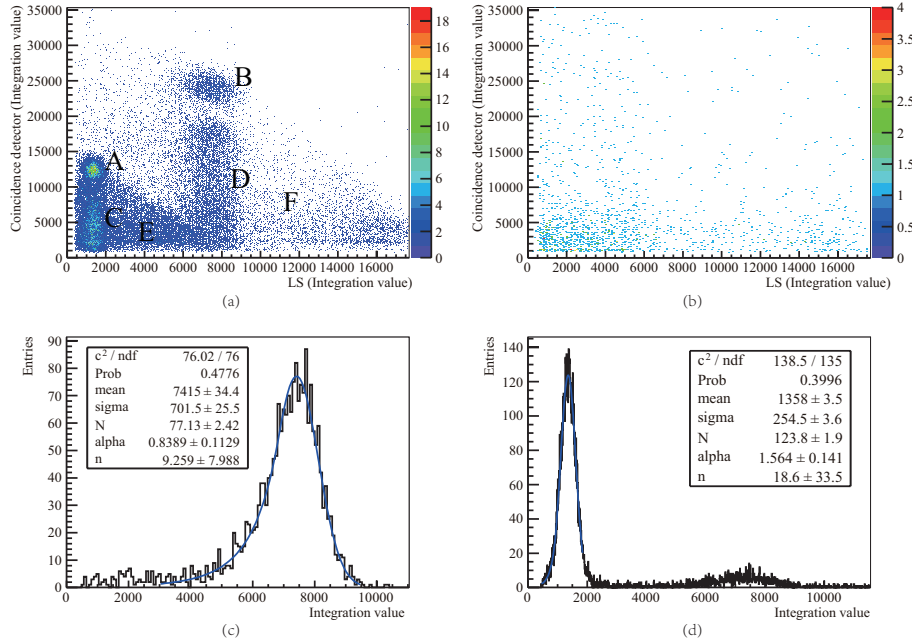 35000
30000
25000
20000
15000
10000
5000
0
Coincidence detector (Integration value)
A
B
C
D
E
F
0 2000 4000 6000 8000 10000 12000 14000 16000
LS (Integration value)
18
16
14
12
10
8
6
4
2
0
(a)
35000
30000
25000
20000
15000
10000
5000
0
Coincidence detector (Integration value)
0 2000 4000 6000 8000 10000 12000 14000 16000
LS (Integration value)
4
3.5
3
2.5
2
1.5
1
0.5
0
(b)
90
80
70
60
50
40
30
20
10
0
Entries
c² / ndf 76.02 / 76
Prob 0.4776
mean 7415 ± 34.4
sigma 701.5 ± 25.5
N 77.13 ± 2.42
alpha 0.8389 ± 0.1129
n 9.259 ± 7.988
0 2000 4000 6000 8000 10000
Integration value
(c)
140
120
100
80
60
40
20
0
Entries
c² / ndf 138.5 / 135
Prob 0.3996
mean 1358 ± 3.5
sigma 254.5 ± 3.6
N 123.8 ± 1.9
alpha 1.564 ± 0.141
n 18.6 ± 33.5
0 2000 4000 6000 8000 10000
Integration value
(d)